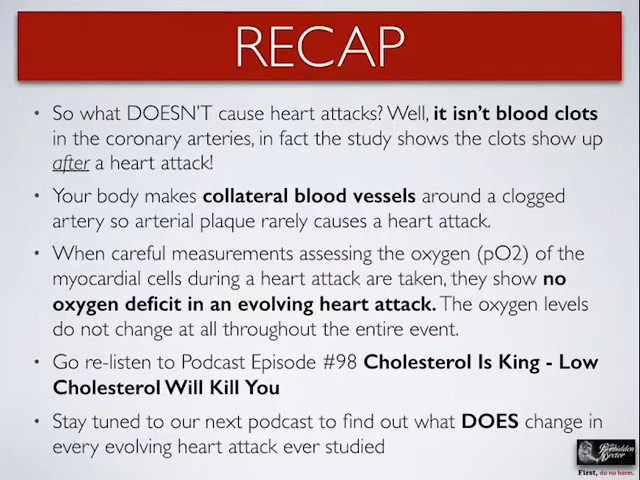 RECAP
• So what DOESN'T cause heart attacks? Well, it isn't blood clots
in the coronary arteries, in fact the study shows the clots show up
after a heart attack!
• Your body makes collateral blood vessels around a clogged
artery so arterial plaque rarely causes a heart attack.
• When careful measurements assessing the oxygen (pO2) of the
myocardial cells during a heart attack are taken, they show no
oxygen deficit in an evolving heart attack. The oxygen levels
do not change at all throughout the entire event.
• Go re-listen to Podcast Episode #98 Cholesterol Is King - Low
Cholesterol Will Kill You
• Stay tuned to our next podcast to find out what DOES change in
every evolving heart attack ever studied
Forbidden
Doctor
First, do no harm.